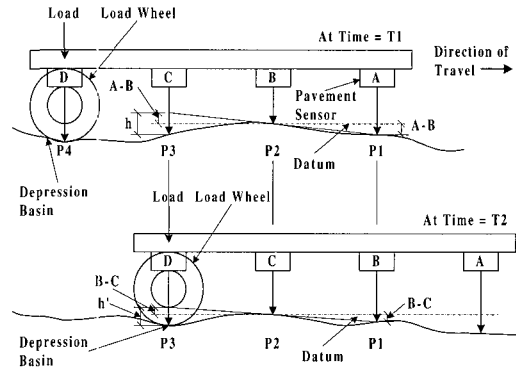 Load
Load Wheel
At Time = T1
Direction of
Travel
D
C
B
A
A-B
Pavement
Sensor
A-B
h
Datum
P4
P3
P2
P1
Depression
Basin
Load
Load Wheel
At Time = T2
D
C
B
A
B-C
h'
B-C
Depression
Basin
P3
P2
Datum
P1